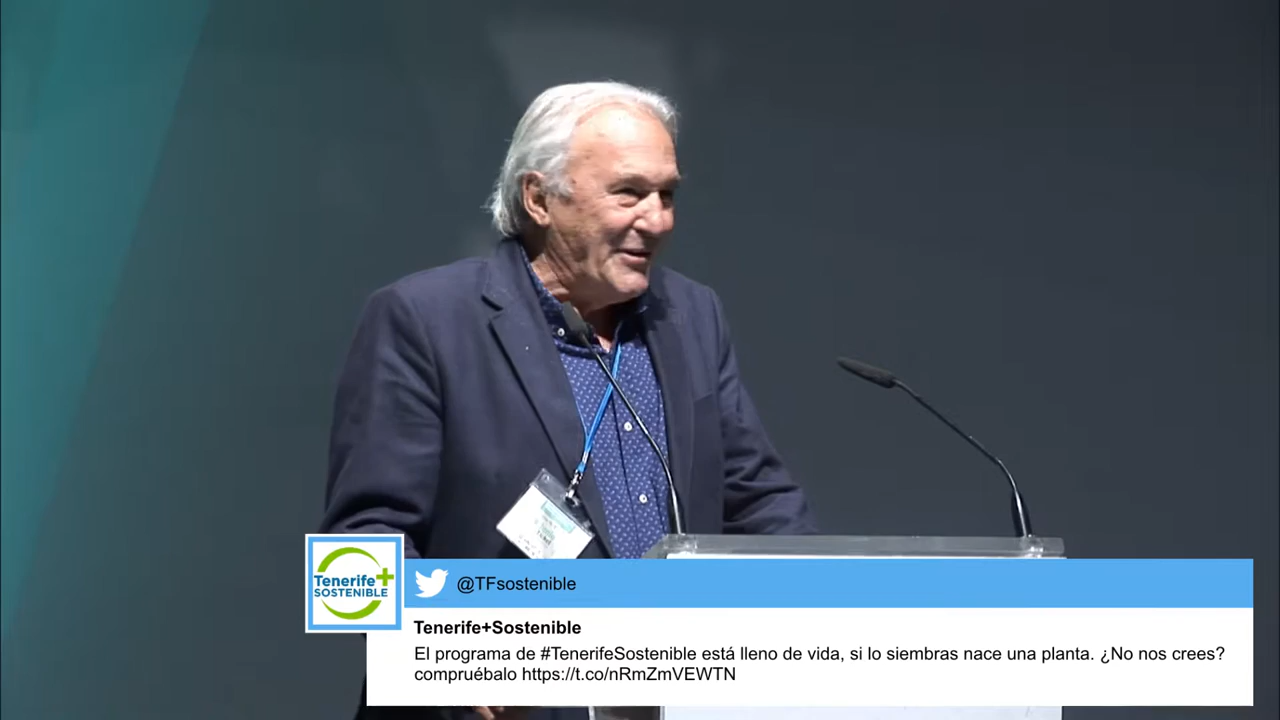 Tenerife+
SOSTENIBLE
@TFsostenible
Tenerife+Sostenible
El programa de #TenerifeSostenible está lleno de vida, si lo siembras nace una planta. ¿No nos crees?
compruébalo https://t.co/nRmZmVEWTN